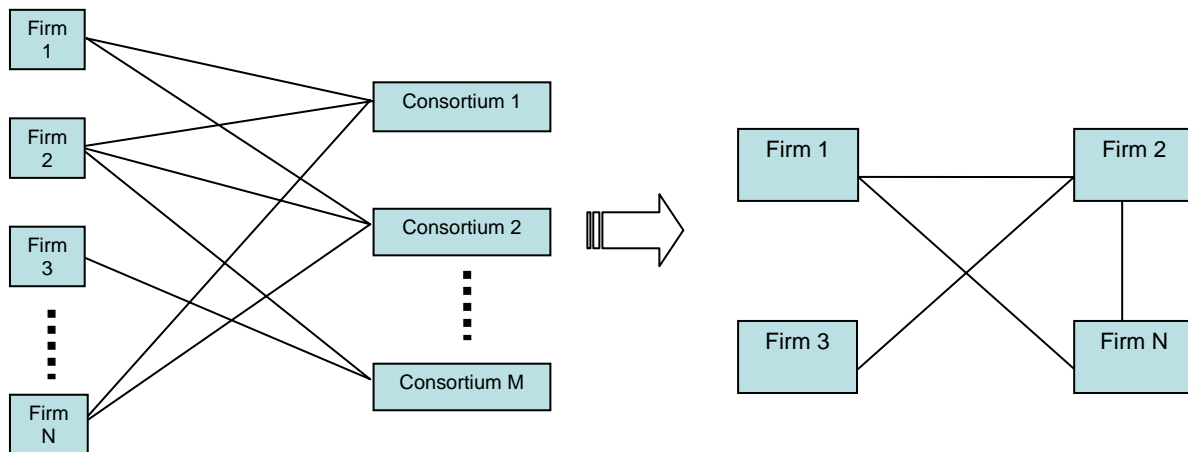 Firm
1
Firm
2
Firm
3
Firm
N
Consortium 1
Consortium 2
Consortium M
Firm 1
Firm 2
Firm 3
Firm N